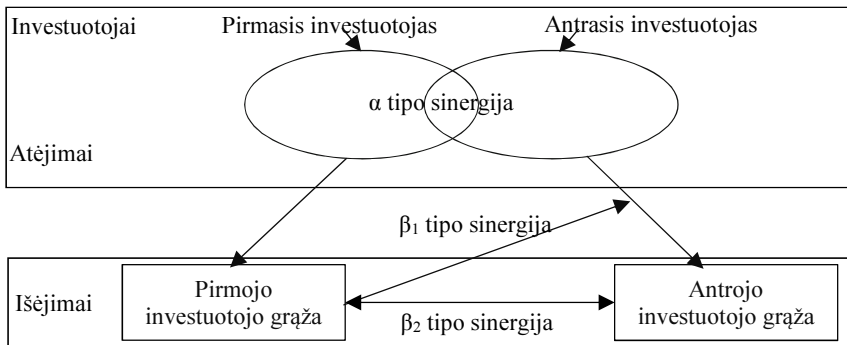 Investuotojai
Pirmasis investuotojas
Antrasis investuotojas
α tipo sinergija
Atėjimai
β₁ tipo sinergija
Išėjimai
Pirmojo
investuotojo grąža
β₂ tipo sinergija
Antrojo
investuotojo grąža